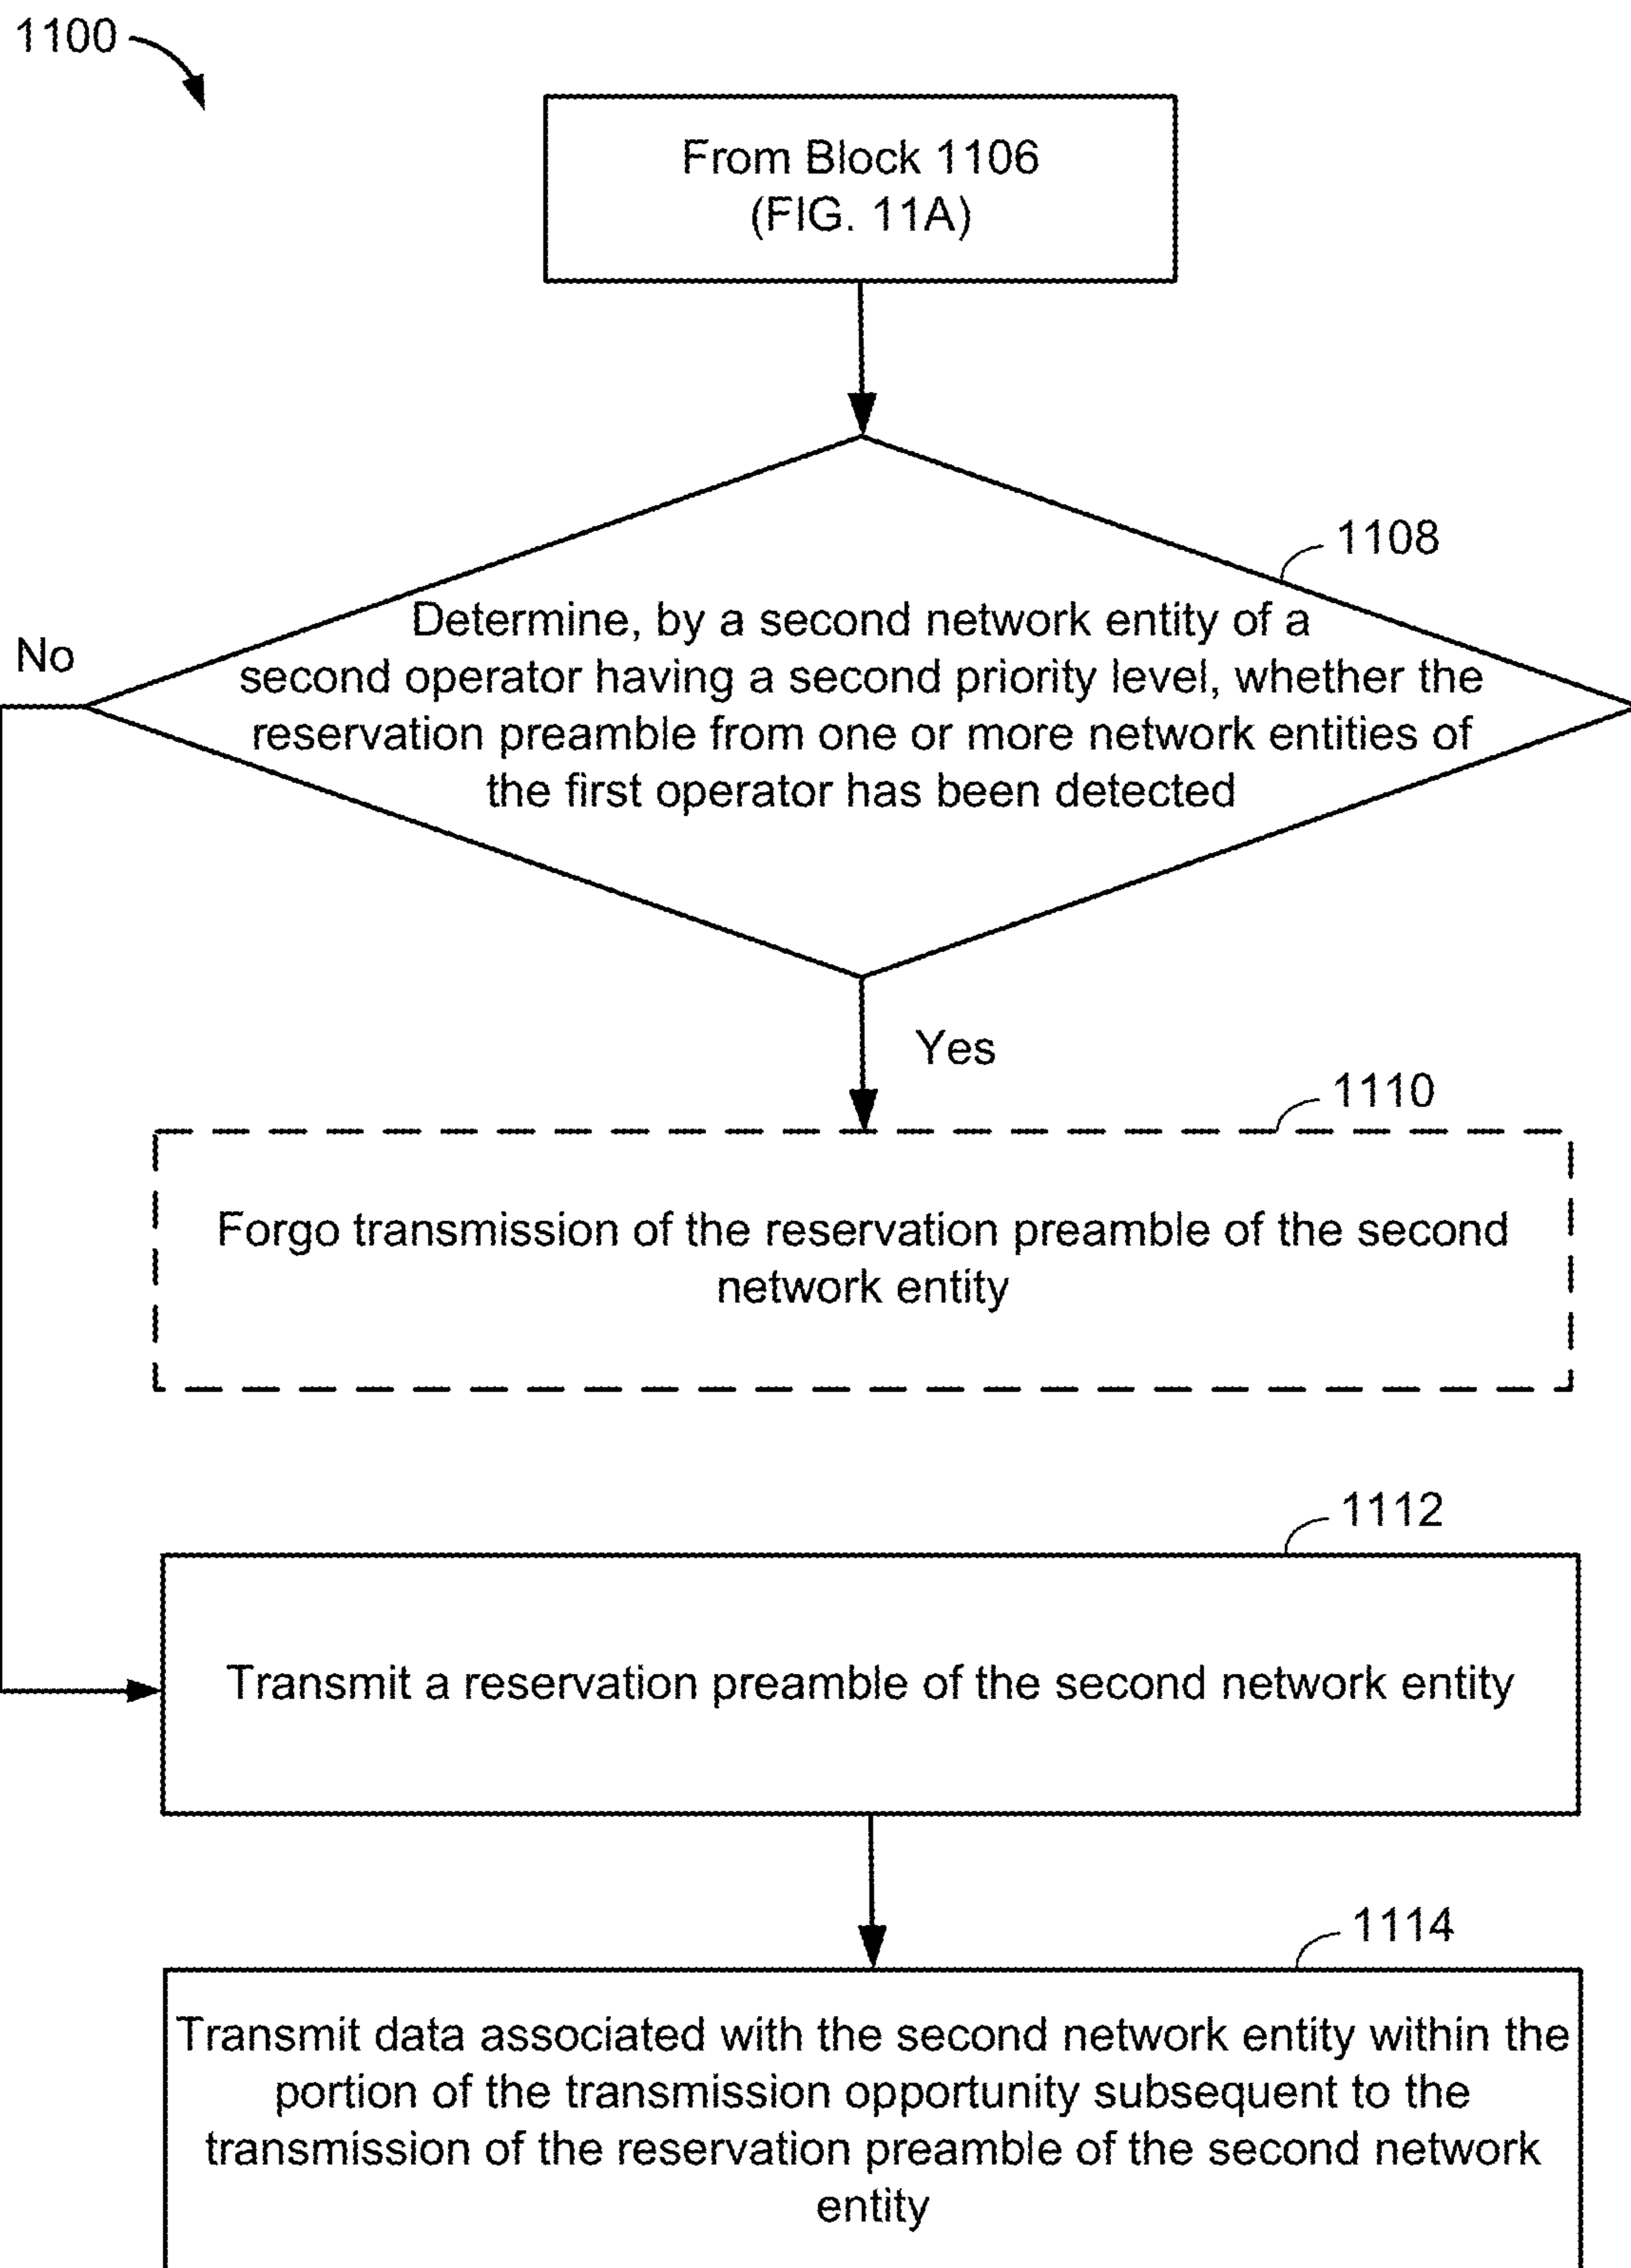 1100
From Block 1106
(FIG. 11A)
1108
Determine, by a second network entity of a
second operator having a second priority level, whether the
reservation preamble from one or more network entities of
the first operator has been detected
No
Yes
1110
Forgo transmission of the reservation preamble of the second
network entity
1112
Transmit a reservation preamble of the second network entity
1114
Transmit data associated with the second network entity within the
portion of the transmission opportunity subsequent to the
transmission of the reservation preamble of the second network
entity